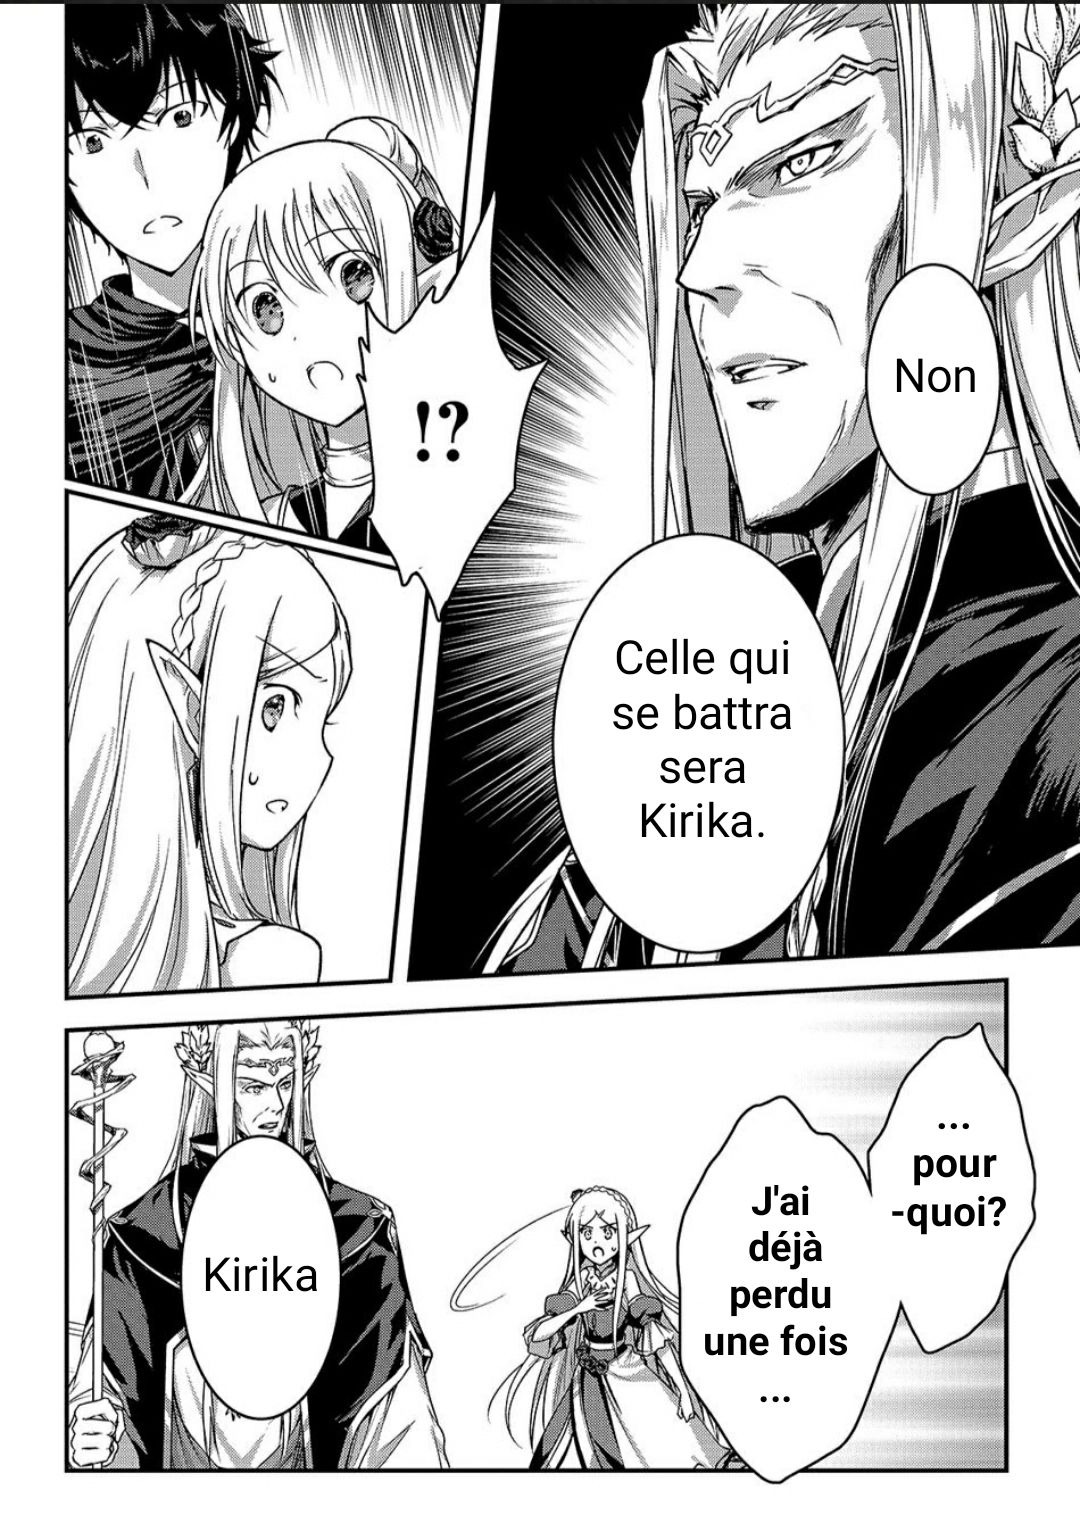 Non
Celle qui
se battra
sera
Kirika.
!?
...
pour
-quoi?
J'ai
déjà
perdu
une fois
...
Kirika